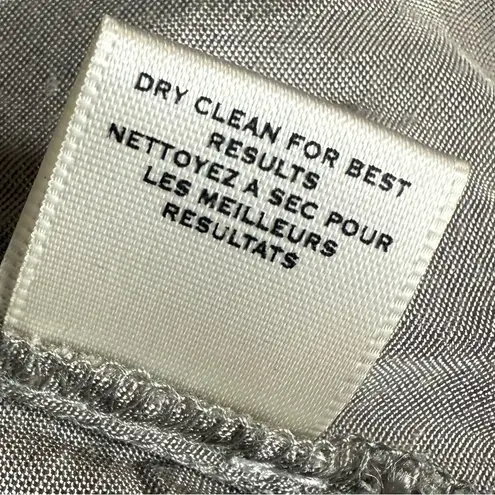 DRY CLEAN FOR BEST
RESULTS
NETTOYEZ A SEC POUR
LES MEILLEURS
RESULTATS